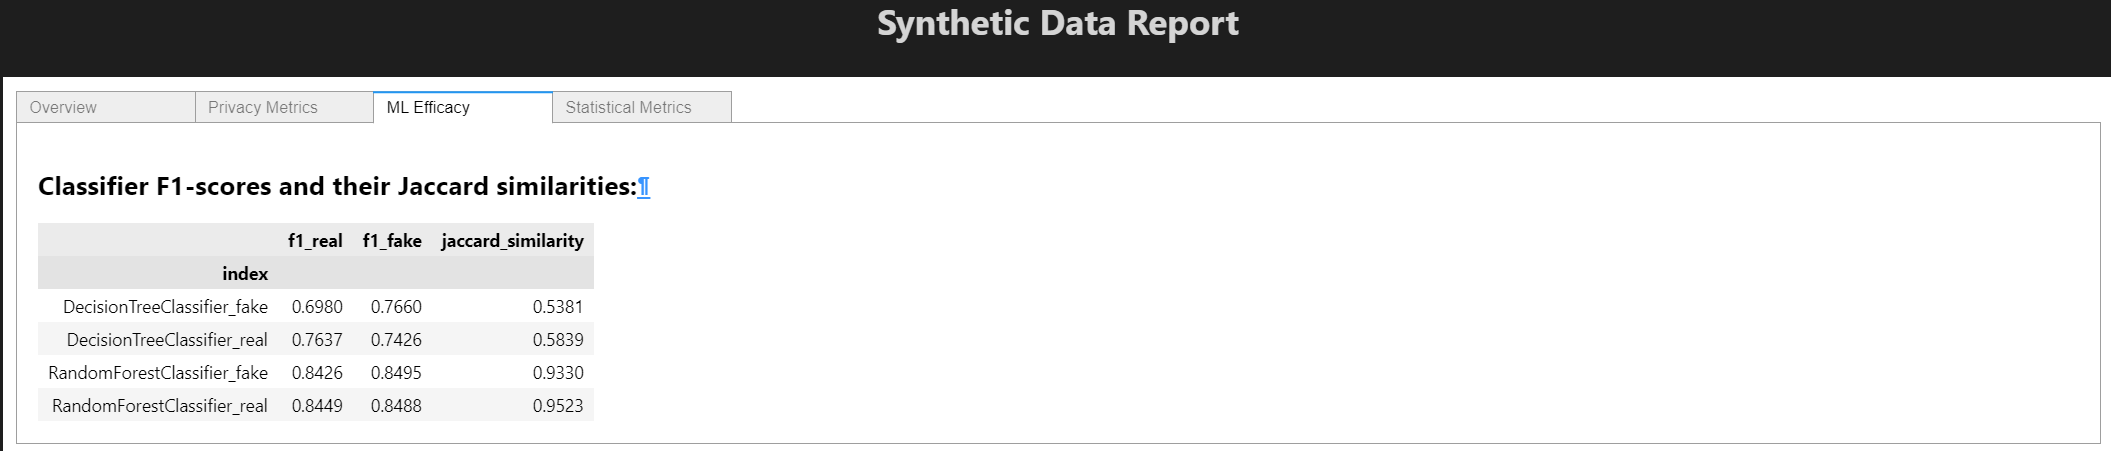 Synthetic Data Report
Overview Privacy Metrics ML Efficacy Statistical Metrics
Classifier F1-scores and their Jaccard similarities:¶
f1_real f1_fake jaccard_similarity
index
DecisionTreeClassifier_fake 0.6980 0.7660 0.5381
DecisionTreeClassifier_real 0.7637 0.7426 0.5839
RandomForestClassifier_fake 0.8426 0.8495 0.9330
RandomForestClassifier_real 0.8449 0.8488 0.9523